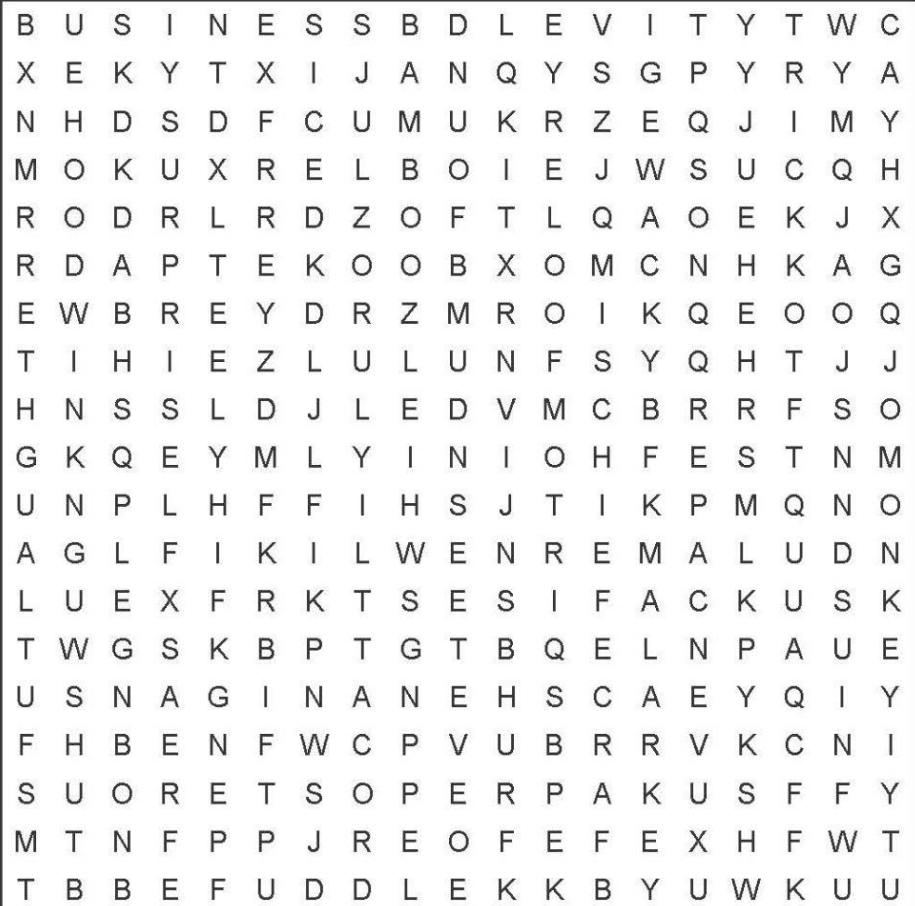 B U S I N E S S B D L E V I T Y T W C
X E K Y T X I J A N Q Y S G P Y R Y A
N H D S D F C U M U K R Z E Q J I M Y
M O K U X R E L B O I E J W S U C Q H
R O D R L R D Z O F T L Q A O E K J X
R D A P T E K O O B X O M C N H K A G
E W B R E Y D R Z M R O I K Q E O O Q
T I H I E Z L U L U N F S Y Q H T J J
H N S S L D J L E D V M C B R R F S O
G K Q E Y M L Y I N I O H F E S T N M
U N P L H F F I H S J T I K P M Q N O
A G L F I K I L W E N R E M A L U D N
L U E X F R K T S E S I F A C K U S K
T W G S K B P T G T B Q E L N P A U E
U S N A G I N A N E H S C A E Y Q I Y
F H B E N F W C P V U B R R V K C N I
S U O R E T S O P E R P A K U S F F Y
M T N F P P J R E O F E F E X H F W T
T B B E F U D D L E K K B Y U W K U U